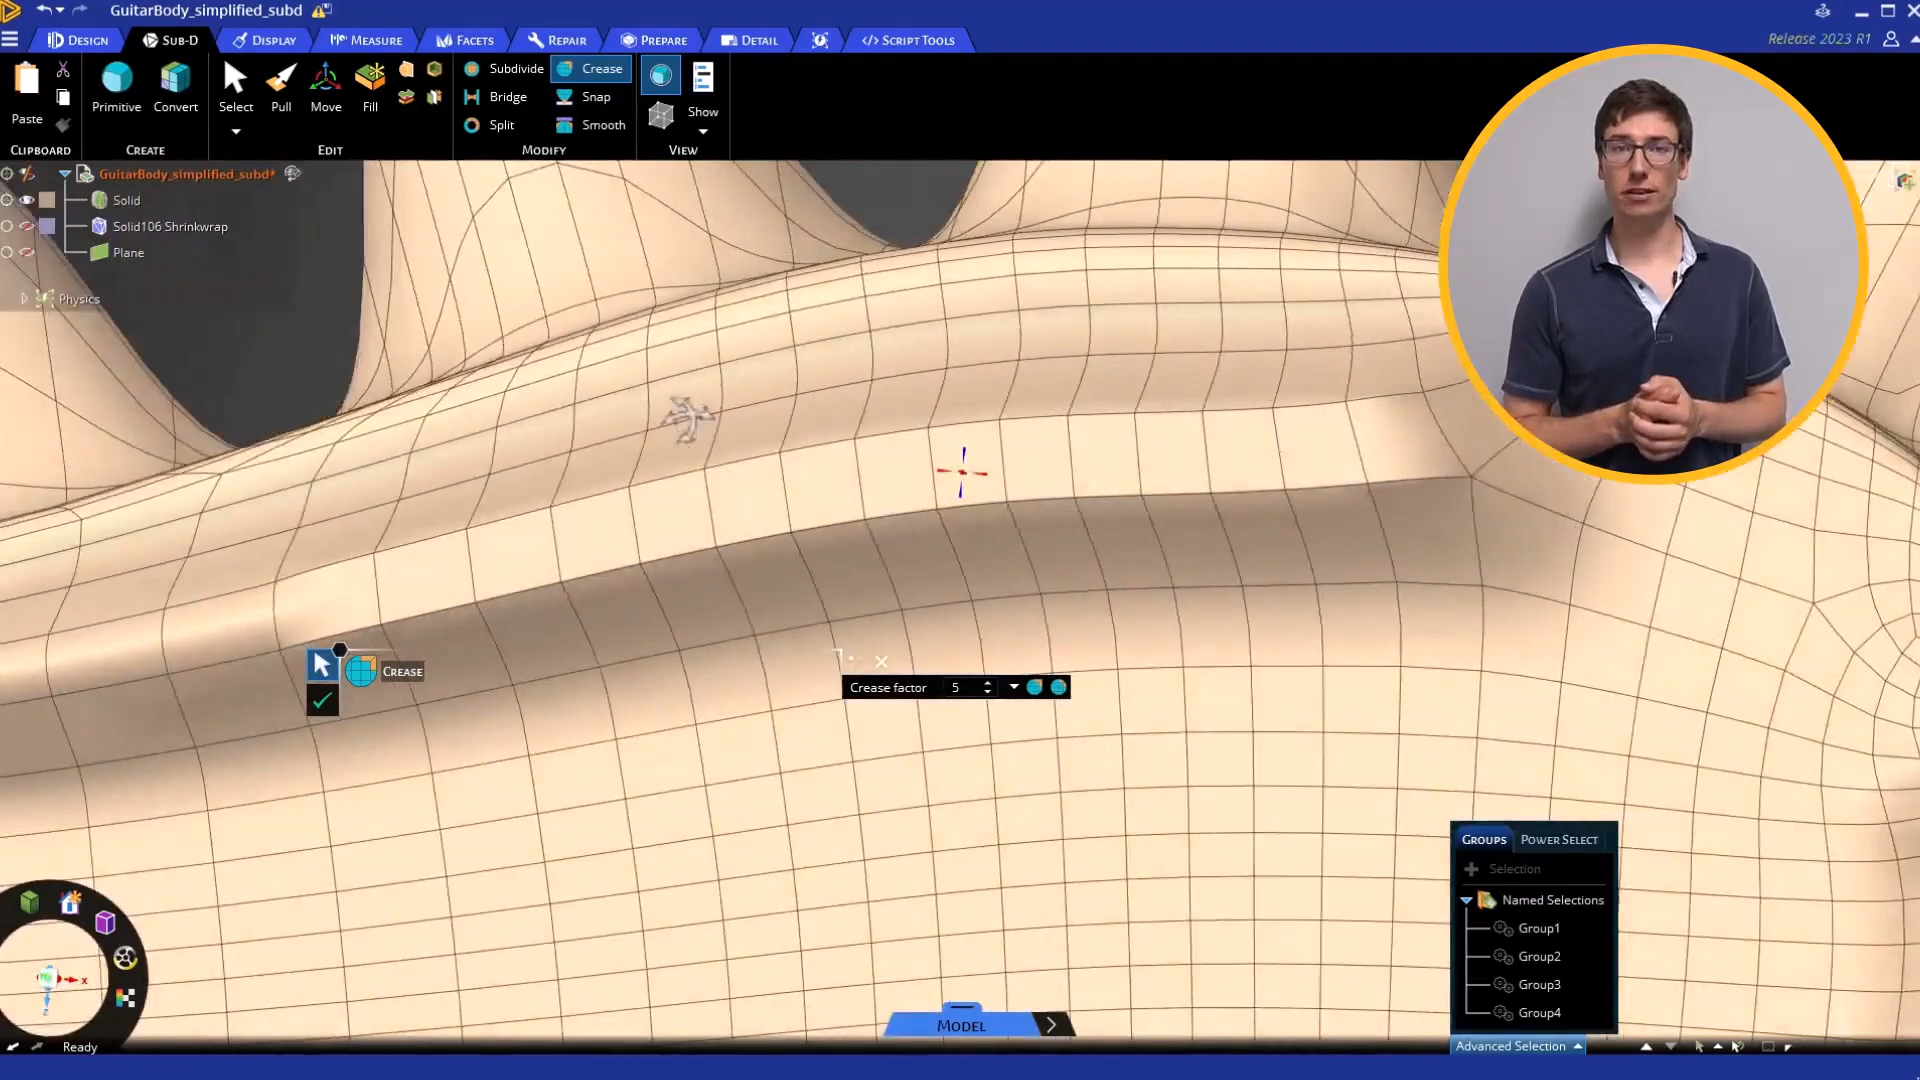 GuitarBody_simplified_subd
Design
Sub-D
Display
Measure
Facets
Repair
Prepare
Detail
</> Script Tools
Release 2023 R1
Paste
Clipboard
Primitive
Convert
Create
Select
Pull
Move
Fill
Edit
Subdivide
Crease
Bridge
Snap
Split
Smooth
Modify
Show
View
GuitarBody_simplified_subd*
Solid
Solid106 Shrinkwrap
Plane
Physics
Crease
Crease factor 5
Groups
Power Select
Selection
Named Selections
Group1
Group2
Group3
Group4
Advanced Selection
Model
x
z
Ready